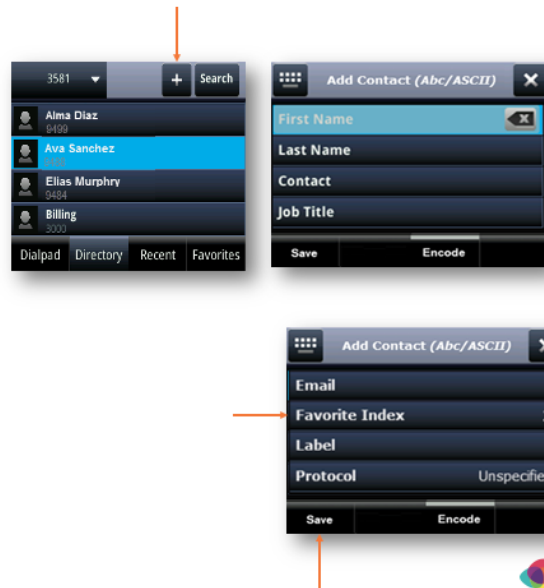 3581 + Search
Alma Diaz
9499
Ava Sanchez
Elias Murphry
9484
Billing
3000
Dialpad Directory Recent Favorites
Add Contact (Abc/ASCII)
First Name
Last Name
Contact
Job Title
Save Encode
Add Contact (Abc/ASCII)
Email
Favorite Index
Label
Protocol Unspecifie
Save Encode